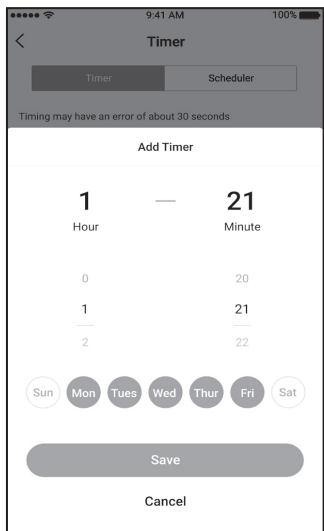 9:41 AM 100%
Timer
Timer Scheduler
Timing may have an error of about 30 seconds
Add Timer
1 — 21
Hour Minute
0 20
1 21
2 22
Sun Mon Tues Wed Thur Fri Sat
Save
Cancel